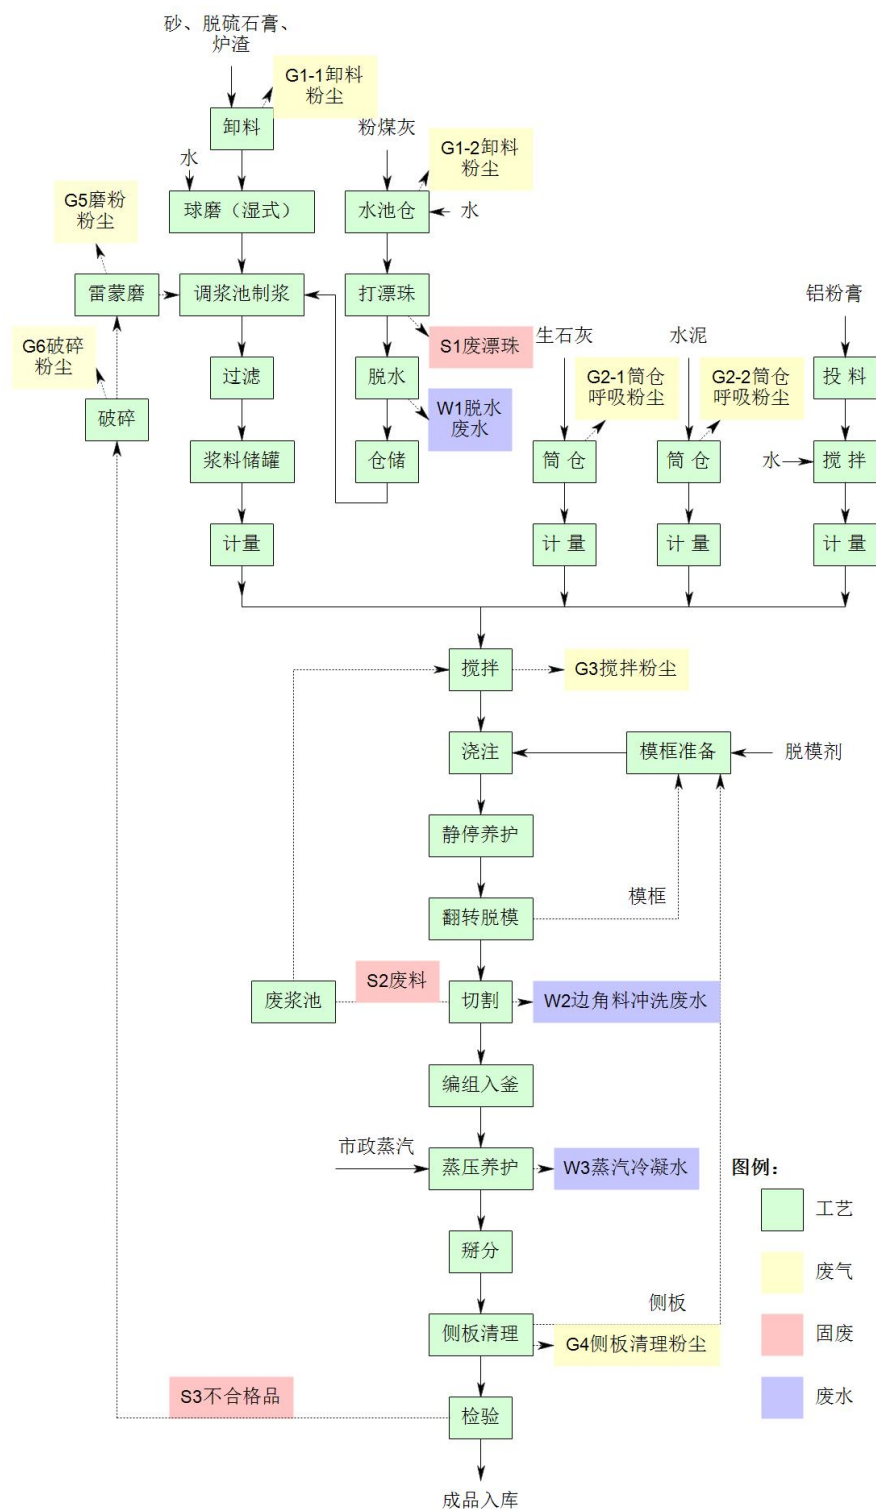 砂、脱硫石膏、
炉渣
G1-1卸料
粉尘
卸料
粉煤灰
G1-2卸料
粉尘
水
G5磨粉
粉尘
球磨（湿式）
水池仓
水
雷蒙磨
调浆池制浆
打漂珠
铝粉膏
G6破碎
粉尘
S1废漂珠
生石灰
水泥
过滤
脱水
G2-1筒仓
呼吸粉尘
G2-2筒仓
呼吸粉尘
投 料
破碎
W1脱水
废水
浆料储罐
仓储
筒 仓
筒 仓
水
搅 拌
计量
计 量
计 量
计 量
搅拌
G3搅拌粉尘
浇注
模框准备
脱模剂
静停养护
模框
翻转脱模
S2废料
废浆池
切割
W2边角料冲洗废水
编组入釜
市政蒸汽
蒸压养护
W3蒸汽冷凝水
图例：
工艺
掰分
废气
侧板
侧板清理
G4侧板清理粉尘
固废
S3不合格品
检验
废水
成品入库